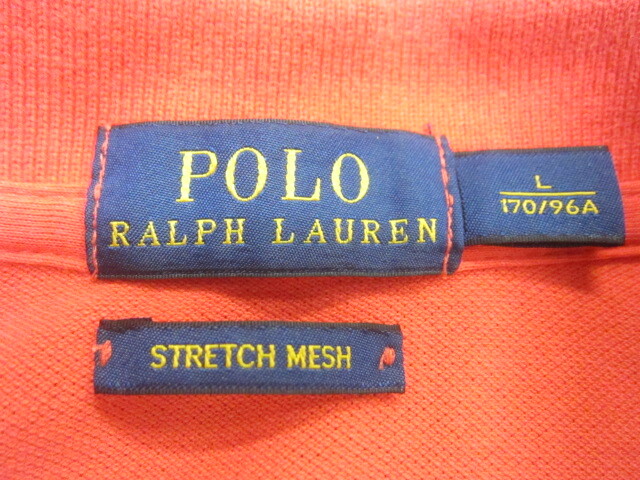 POLO
RALPH LAUREN
L
170/96A
STRETCH MESH